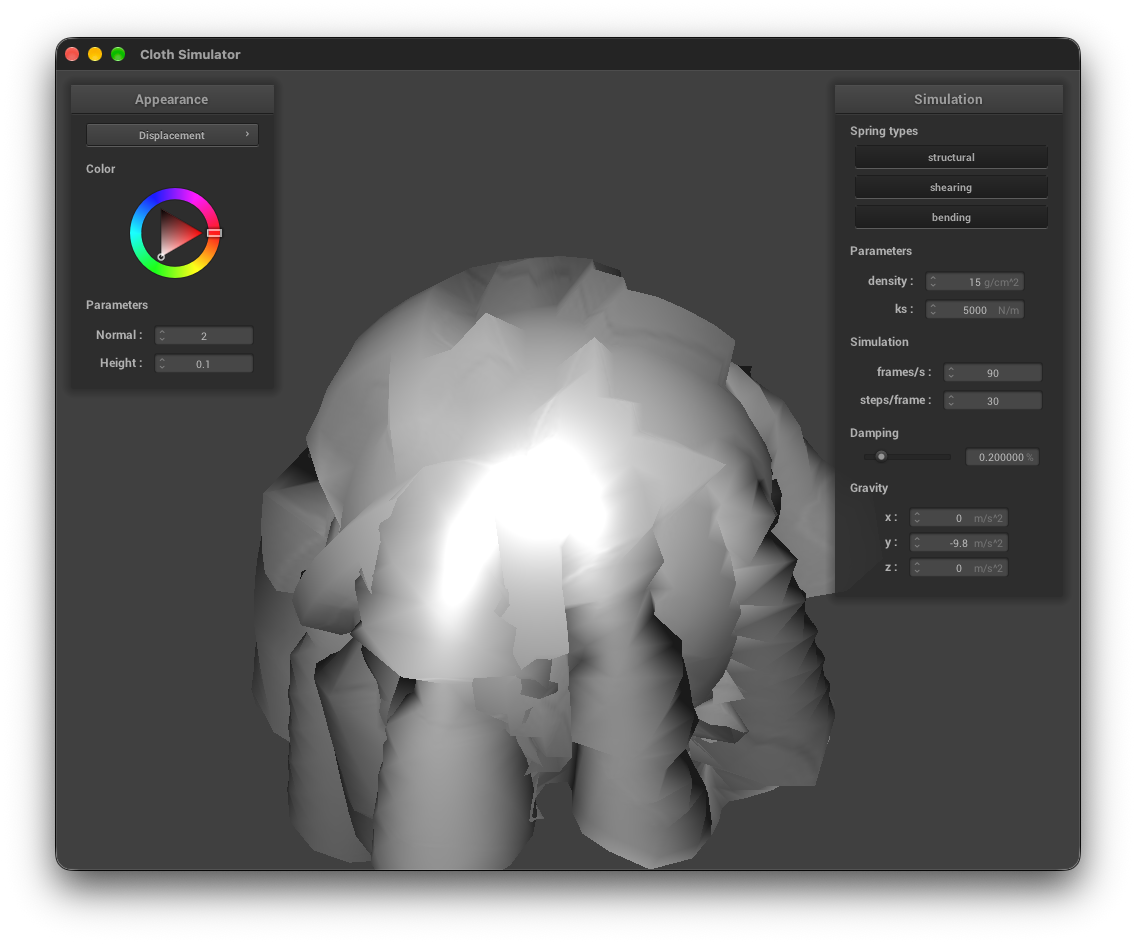 Cloth Simulator
Appearance
Displacement
Color
Parameters
Normal : 2
Height : 0.1
Simulation
Spring types
structural
shearing
bending
Parameters
density : 15 g/cm^2
ks : 5000 N/m
Simulation
frames/s : 90
steps/frame : 30
Damping
0.200000 %
Gravity
x : 0 m/s^2
y : -9.8 m/s^2
z : 0 m/s^2